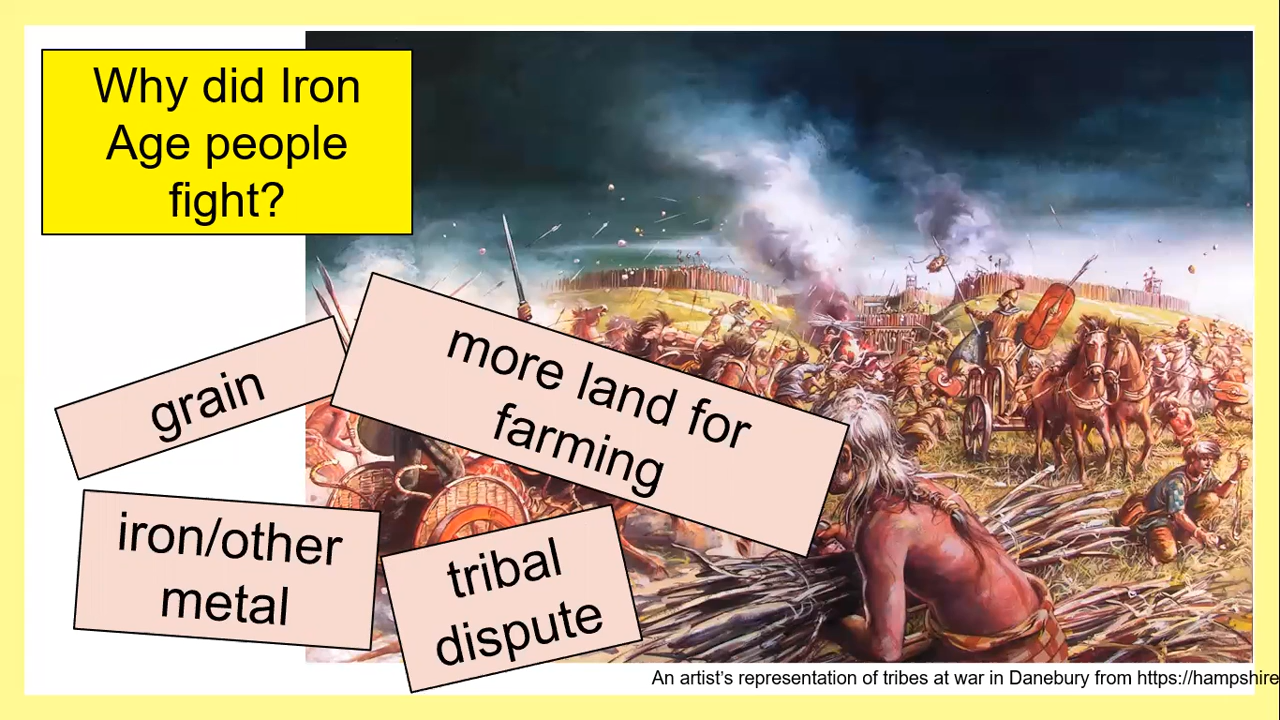 Why did Iron
Age people
fight?
grain
more land for
farming
iron/other
metal
tribal
dispute
An artist’s representation of tribes at war in Danebury from https://hampshire